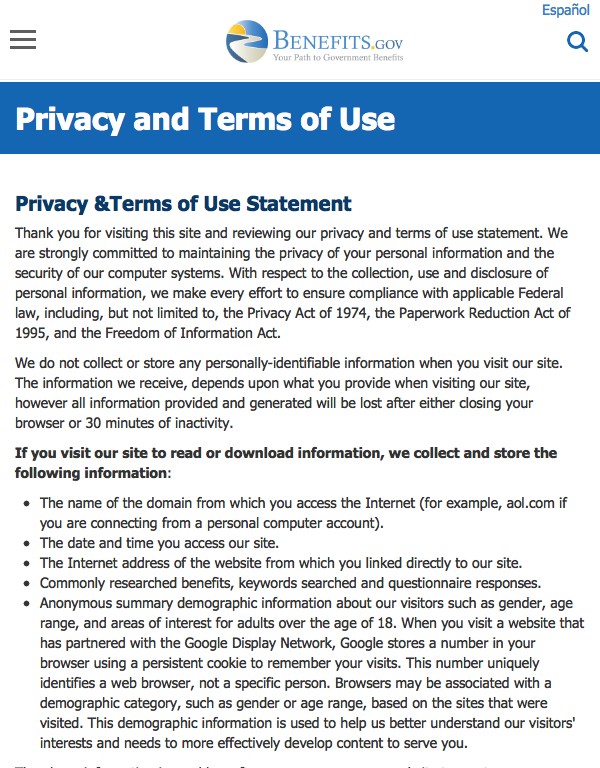 Español
BENEFITS.GOV
Your Path to Government Benefits
Privacy and Terms of Use
Privacy &Terms of Use Statement
Thank you for visiting this site and reviewing our privacy and terms of use statement. We
are strongly committed to maintaining the privacy of your personal information and the
security of our computer systems. With respect to the collection, use and disclosure of
personal information, we make every effort to ensure compliance with applicable Federal
law, including, but not limited to, the Privacy Act of 1974, the Paperwork Reduction Act of
1995, and the Freedom of Information Act.
We do not collect or store any personally-identifiable information when you visit our site.
The information we receive, depends upon what you provide when visiting our site,
however all information provided and generated will be lost after either closing your
browser or 30 minutes of inactivity.
If you visit our site to read or download information, we collect and store the
following information:
• The name of the domain from which you access the Internet (for example, aol.com if
you are connecting from a personal computer account).
• The date and time you access our site.
• The Internet address of the website from which you linked directly to our site.
• Commonly researched benefits, keywords searched and questionnaire responses.
• Anonymous summary demographic information about our visitors such as gender, age
range, and areas of interest for adults over the age of 18. When you visit a website that
has partnered with the Google Display Network, Google stores a number in your
browser using a persistent cookie to remember your visits. This number uniquely
identifies a web browser, not a specific person. Browsers may be associated with a
demographic category, such as gender or age range, based on the sites that were
visited. This demographic information is used to help us better understand our visitors'
interests and needs to more effectively develop content to serve you.